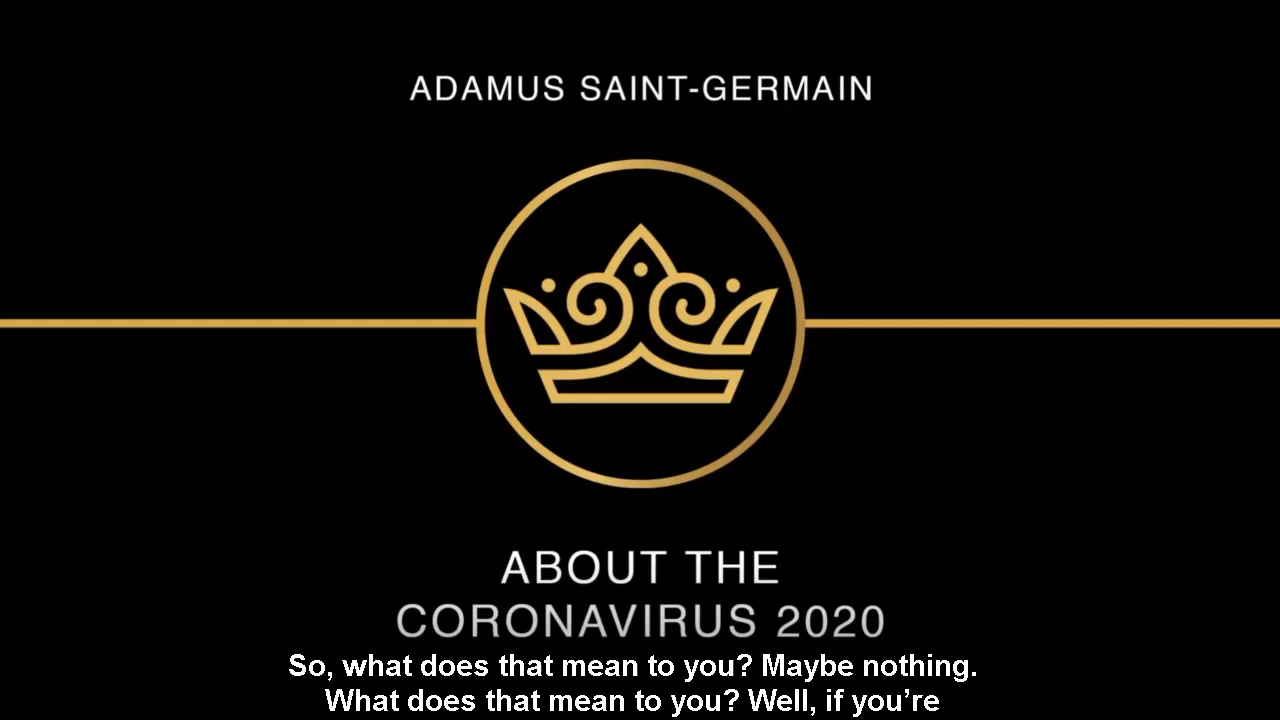 ADAMUS SAINT-GERMAIN
ABOUT THE
CORONAVIRUS 2020
So, what does that mean to you? Maybe nothing.
What does that mean to you? Well, if you’re